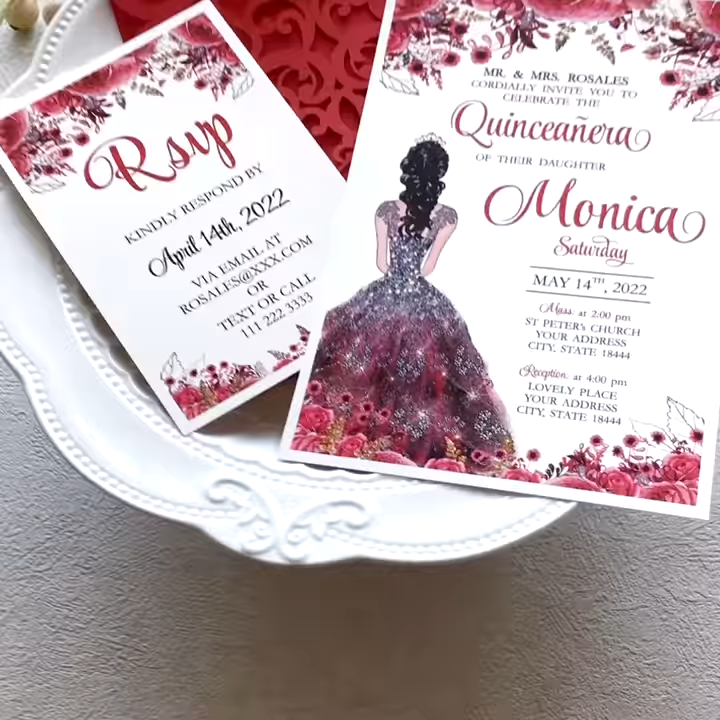 Rsvp
KINDLY RESPOND BY
April 14th, 2022
VIA EMAIL AT
ROSALES@XXX.COM
OR
TEXT OR CALL
111 222 3333
MR. & MRS. ROSALES
CORDIALLY INVITE YOU TO
CELEBRATE THE
Quinceañera
OF THEIR DAUGHTER
Monica
Saturday
MAY 14TH, 2022
Mass at 2:00 pm
ST PETER'S CHURCH
YOUR ADDRESS
CITY, STATE 18444
Reception at 4:00 pm
LOVELY PLACE
YOUR ADDRESS
CITY, STATE 18444